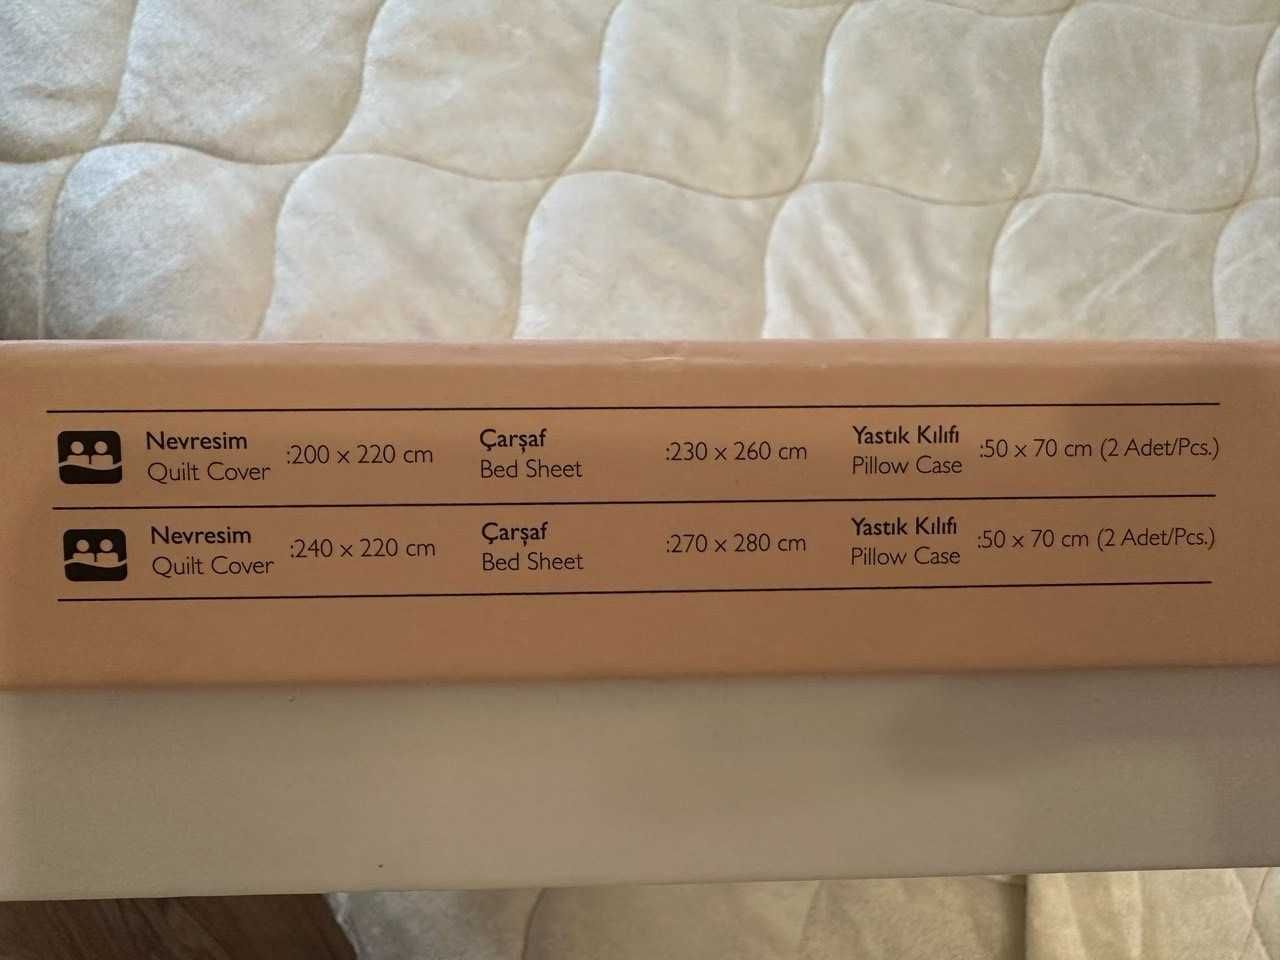 Nevresim :200 x 220 cm Çarşaf :230 x 260 cm Yastık Kılıfı :50 x 70 cm (2 Adet/Pcs.)
Quilt Cover Bed Sheet Pillow Case
Nevresim :240 x 220 cm Çarşaf :270 x 280 cm Yastık Kılıfı :50 x 70 cm (2 Adet/Pcs.)
Quilt Cover Bed Sheet Pillow Case